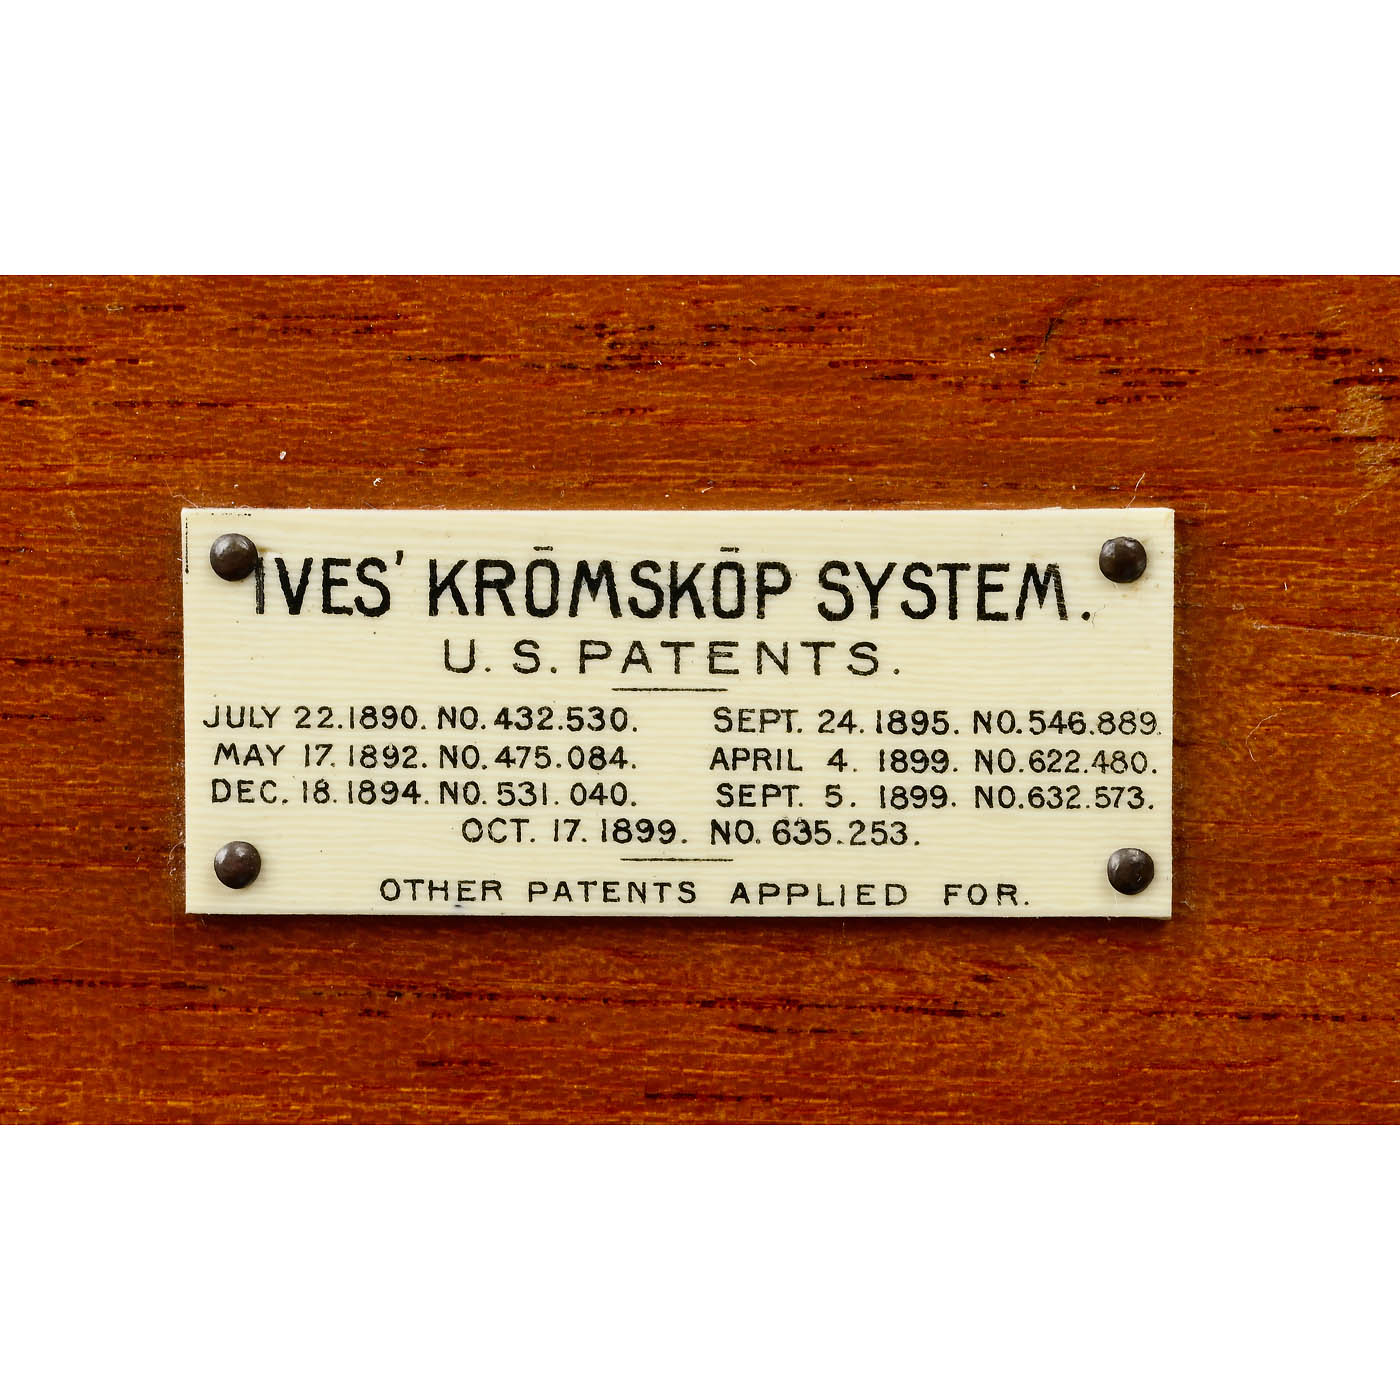 IVES' KRŌMSKŌP SYSTEM.
U.S. PATENTS.
JULY 22.1890. NO. 432.530. SEPT. 24. 1895. NO. 546.889.
MAY 17. 1892. NO. 475.084. APRIL 4. 1899. NO. 622.480.
DEC. 18. 1894. NO. 531.040. SEPT. 5. 1899. NO. 632.573.
OCT. 17. 1899. NO. 635.253.
OTHER PATENTS APPLIED FOR.